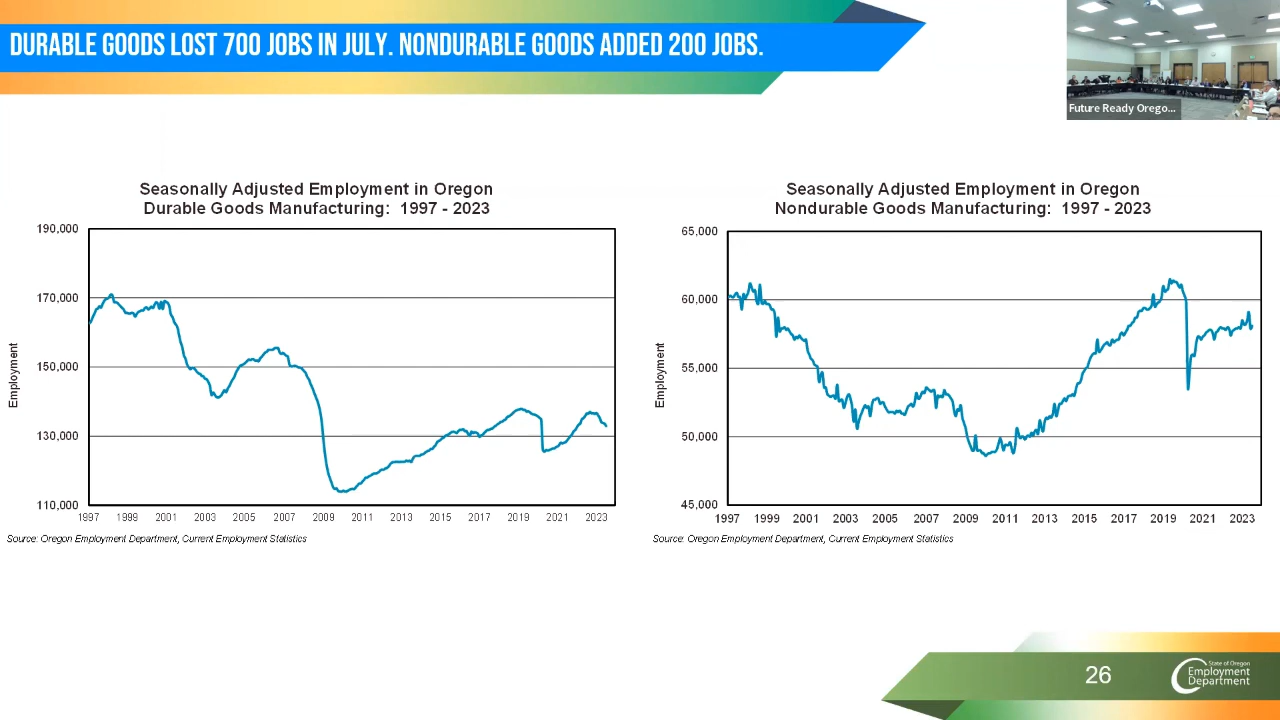 DURABLE GOODS LOST 700 JOBS IN JULY. NONDURABLE GOODS ADDED 200 JOBS.
Future Ready Orego...
Seasonally Adjusted Employment in Oregon
Durable Goods Manufacturing: 1997 - 2023
190,000
170,000
150,000
130,000
110,000
Employment
1997 1999 2001 2003 2005 2007 2009 2011 2013 2015 2017 2019 2021 2023
Source: Oregon Employment Department, Current Employment Statistics
Seasonally Adjusted Employment in Oregon
Nondurable Goods Manufacturing: 1997 - 2023
65,000
60,000
55,000
50,000
45,000
Employment
1997 1999 2001 2003 2005 2007 2009 2011 2013 2015 2017 2019 2021 2023
Source: Oregon Employment Department, Current Employment Statistics
26
State of Oregon
Employment
Department